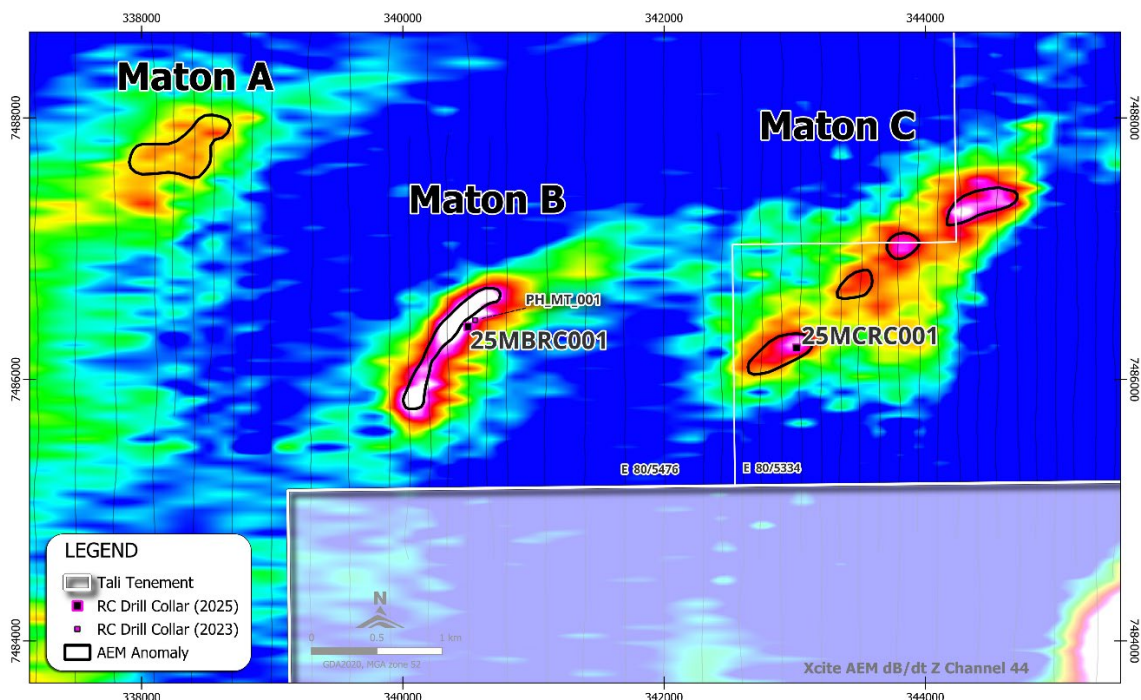 338000
340000
342000
344000
Maton A
7488000
7488000
Maton C
Maton B
PH_MT_001
25MBRC001
25MCRC001
7486000
7486000
E 80/5476
E 80/5334
LEGEND
Tali Tenement
RC Drill Collar (2025)
RC Drill Collar (2023)
AEM Anomaly
N
0 0.5 1 km
GDA2020, MGA zone 52
7484000
7484000
Xcite AEM dB/dt Z Channel 44
338000
340000
342000
344000